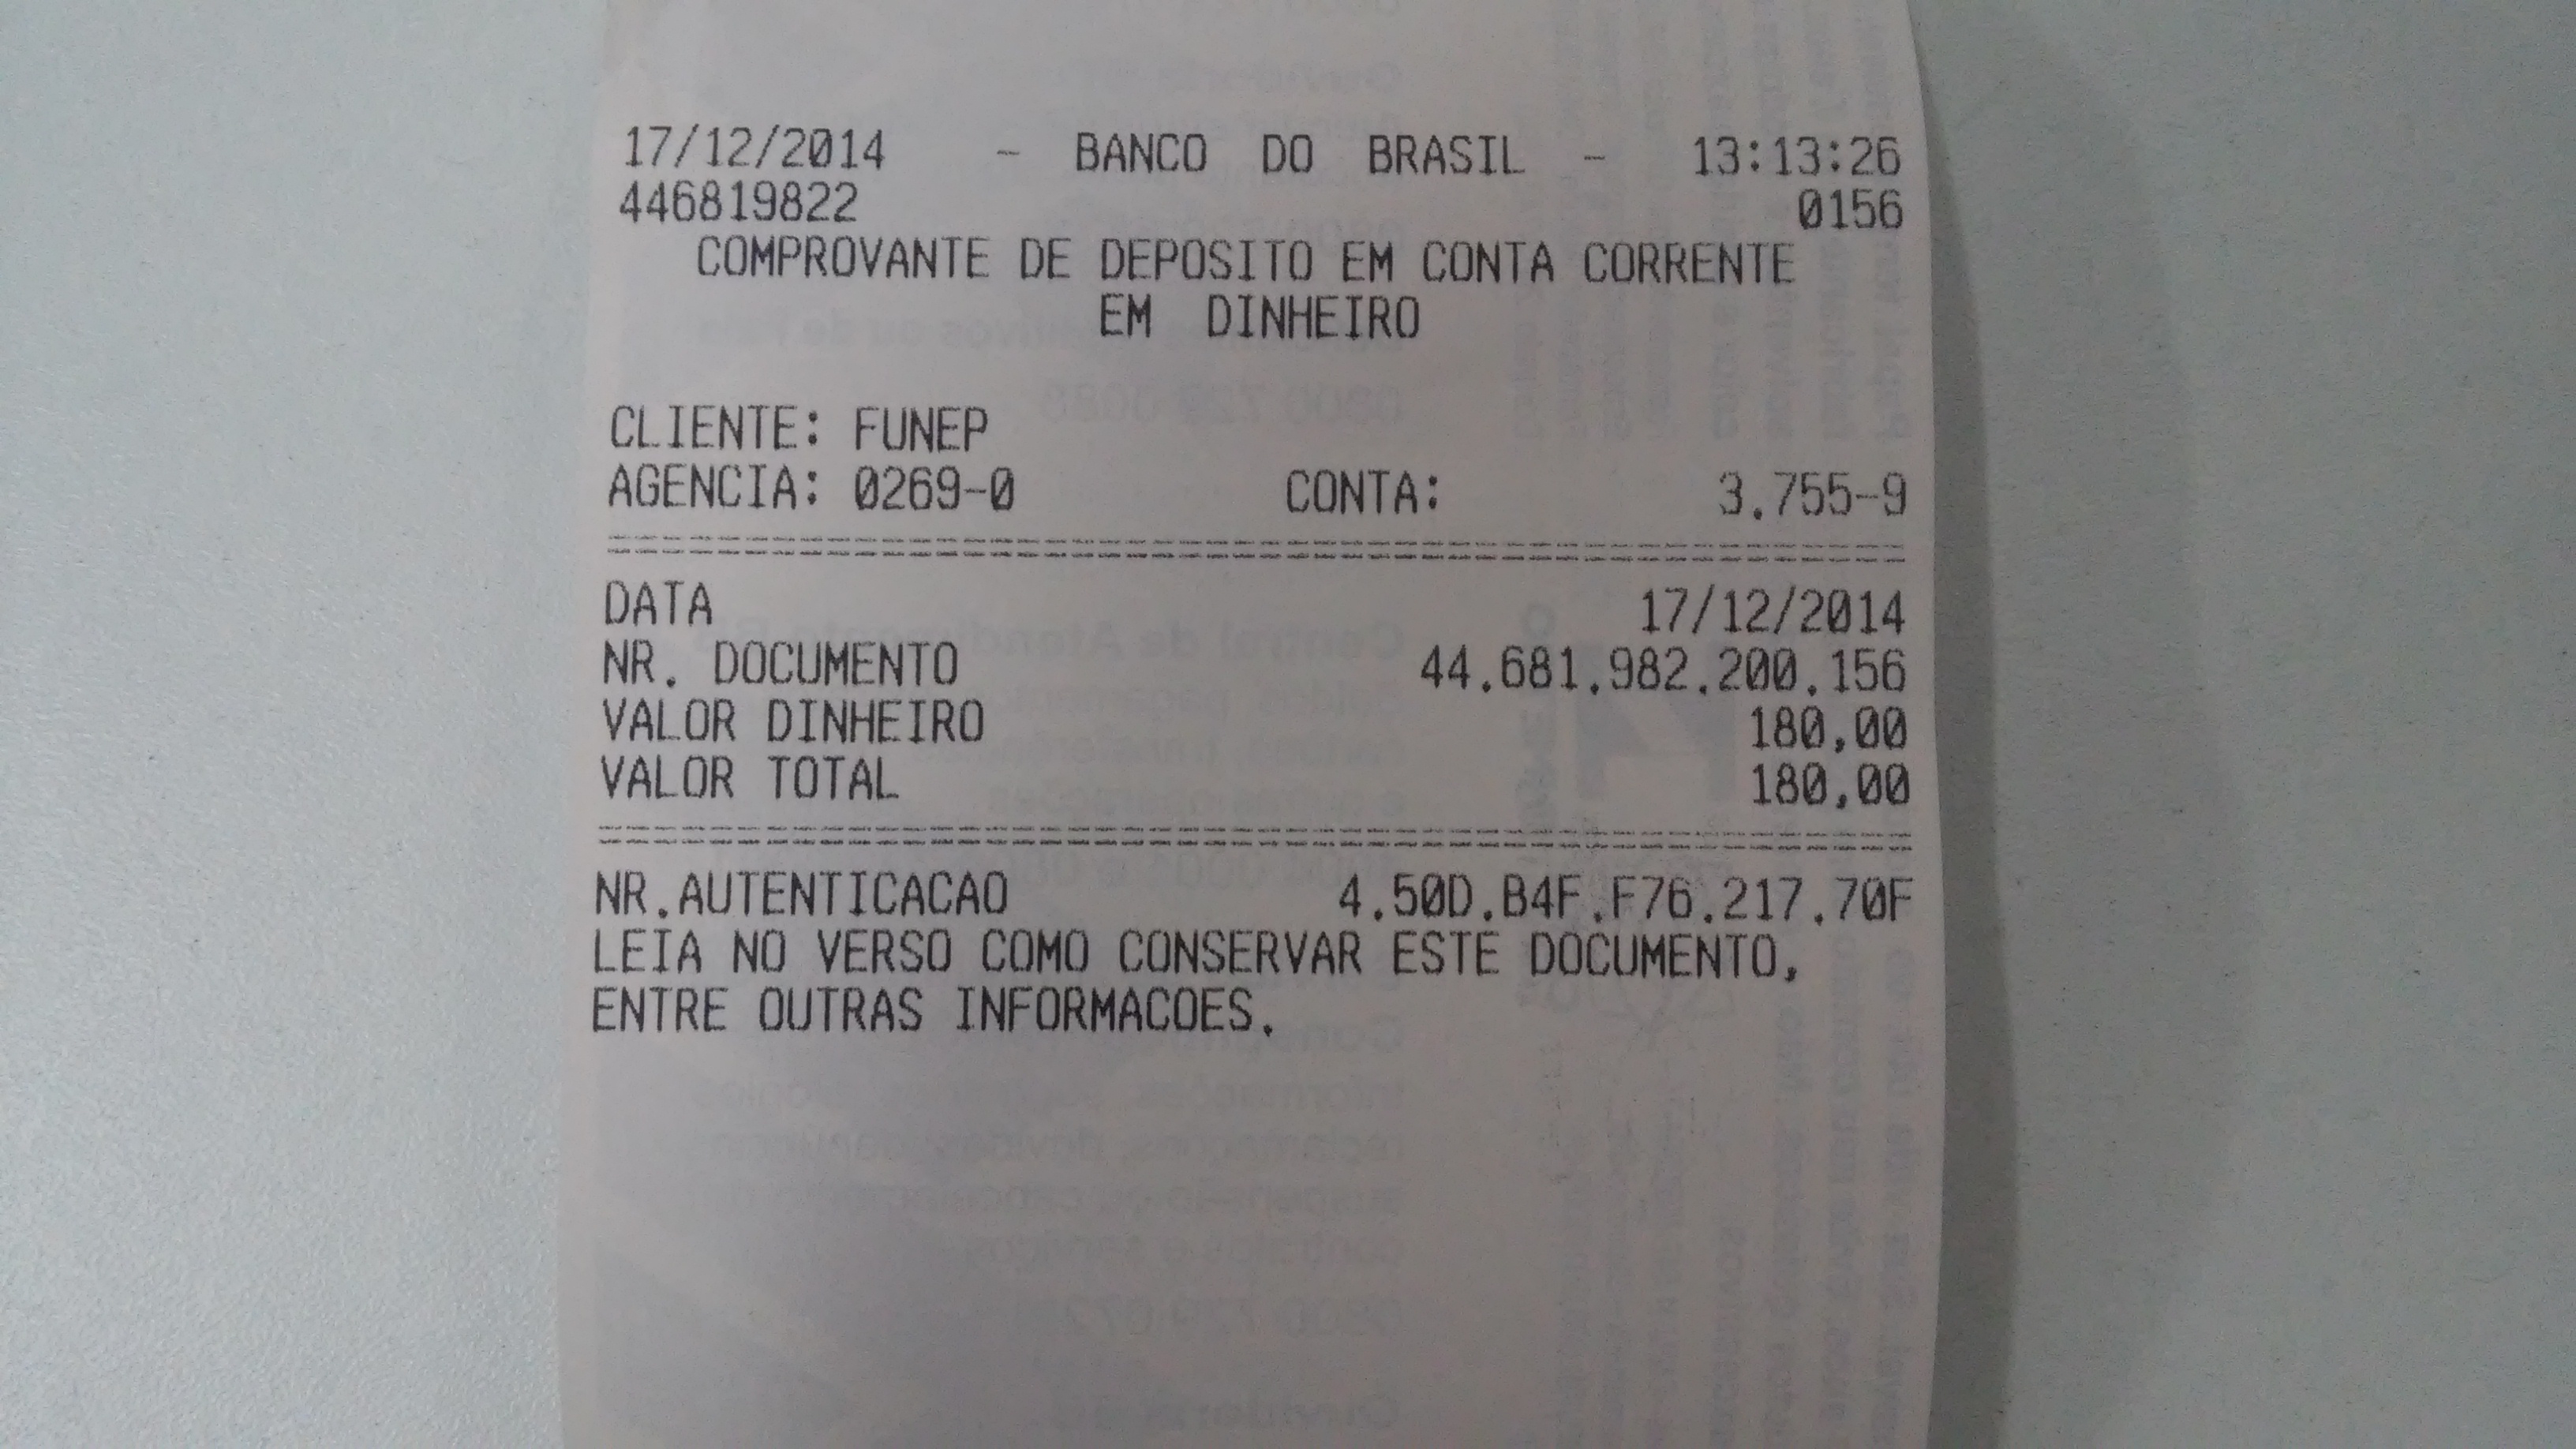 17/12/2014 - BANCO DO BRASIL - 13:13:26
446819822 0156
COMPROVANTE DE DEPOSITO EM CONTA CORRENTE
EM DINHEIRO
CLIENTE: FUNEP
AGENCIA: 0269-0 CONTA: 3.755-9
DATA 17/12/2014
NR. DOCUMENTO 44.681.982.200.156
VALOR DINHEIRO 180,00
VALOR TOTAL 180,00
NR.AUTENTICACAO 4.50D.B4F.F76.217.70F
LEIA NO VERSO COMO CONSERVAR ESTE DOCUMENTO,
ENTRE OUTRAS INFORMACOES.